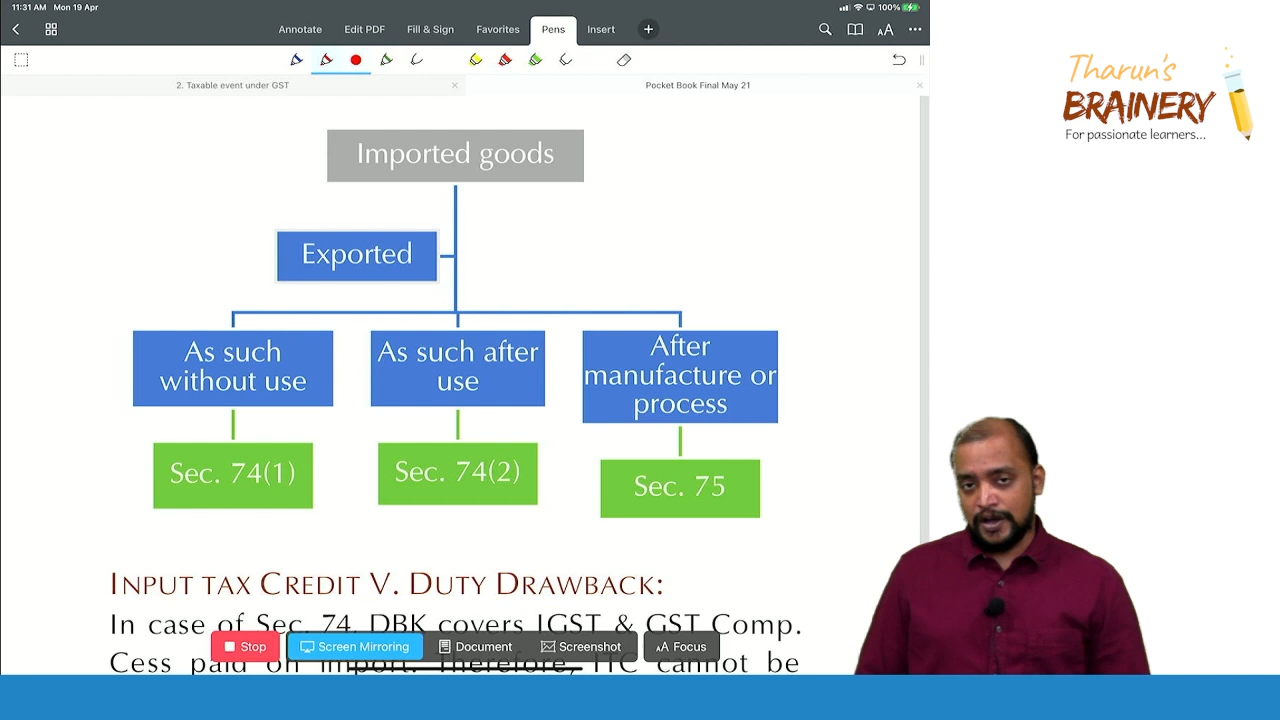 11:31 AM Mon 19 Apr
100%
Annotate Edit PDF Fill & Sign Favorites Pens Insert
2. Taxable event under GST
Pocket Book Final May 21
Tharun's
BRAINERY
For passionate learners...
Imported goods
Exported
As such
without use
As such after
use
After
manufacture or
process
Sec. 74(1)
Sec. 74(2)
Sec. 75
INPUT TAX CREDIT V. DUTY DRAWBACK:
In case of Sec. 74, DBK covers IGST & GST Comp.
Stop Screen Mirroring Document Screenshot AA Focus
Cess paid on import. Therefore, ITC cannot be